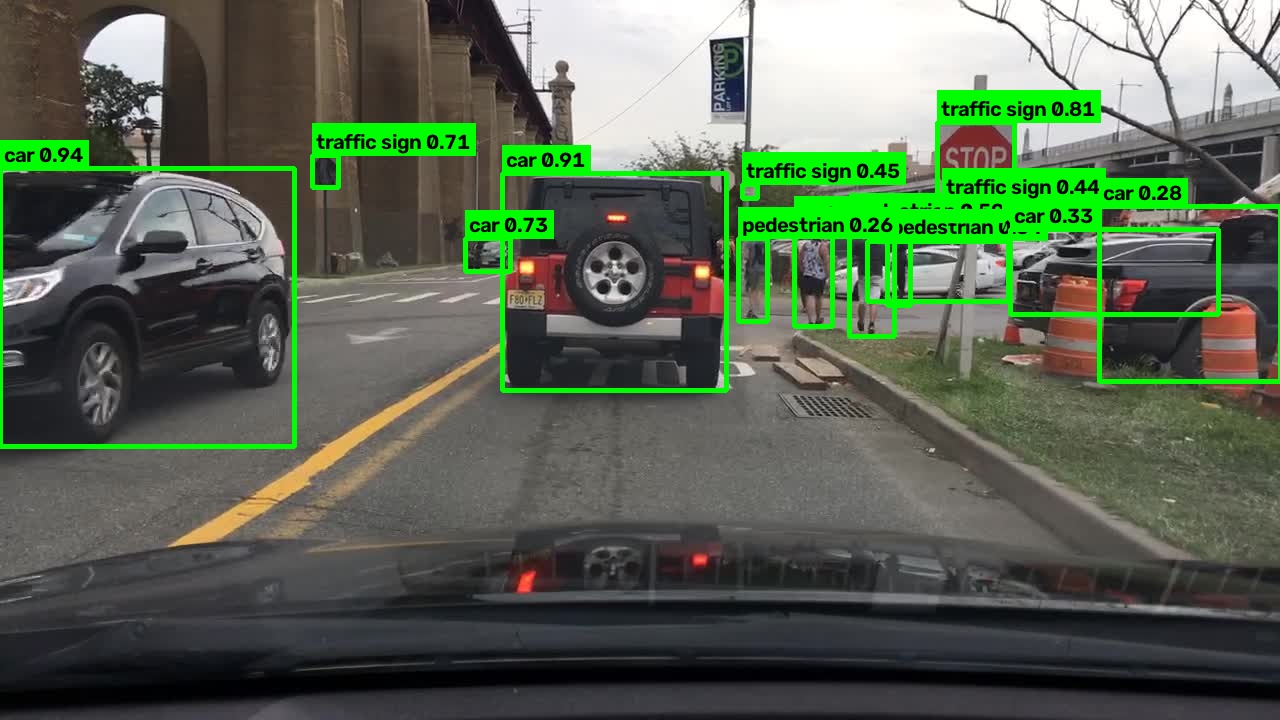 PARKING
P
traffic sign 0.81
STOP
traffic sign 0.71
car 0.94
car 0.91
traffic sign 0.45
traffic sign 0.44
car 0.28
car 0.73
pedestrian 0.26
car 0.33
F80 FLZ